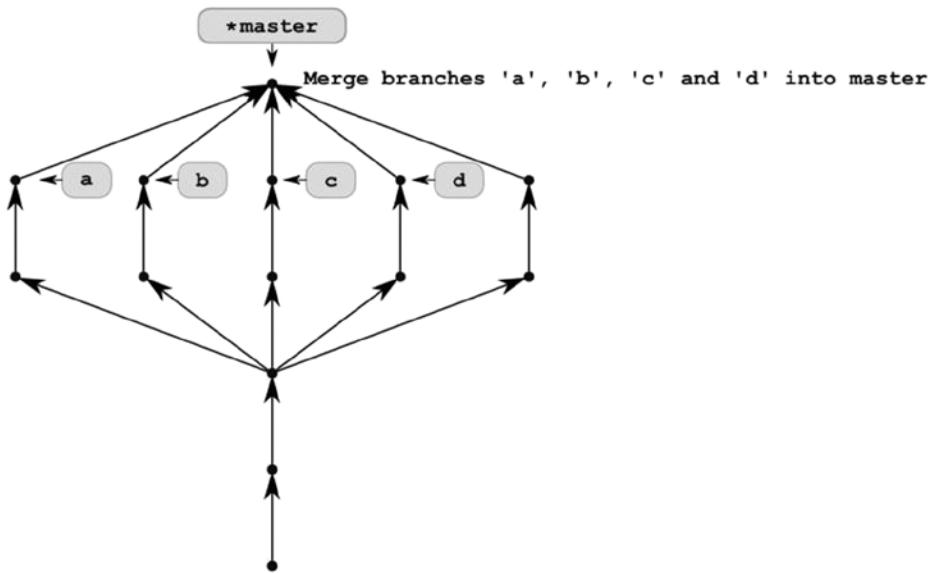 *master
Merge branches 'a', 'b', 'c' and 'd' into master
a
b
c
d